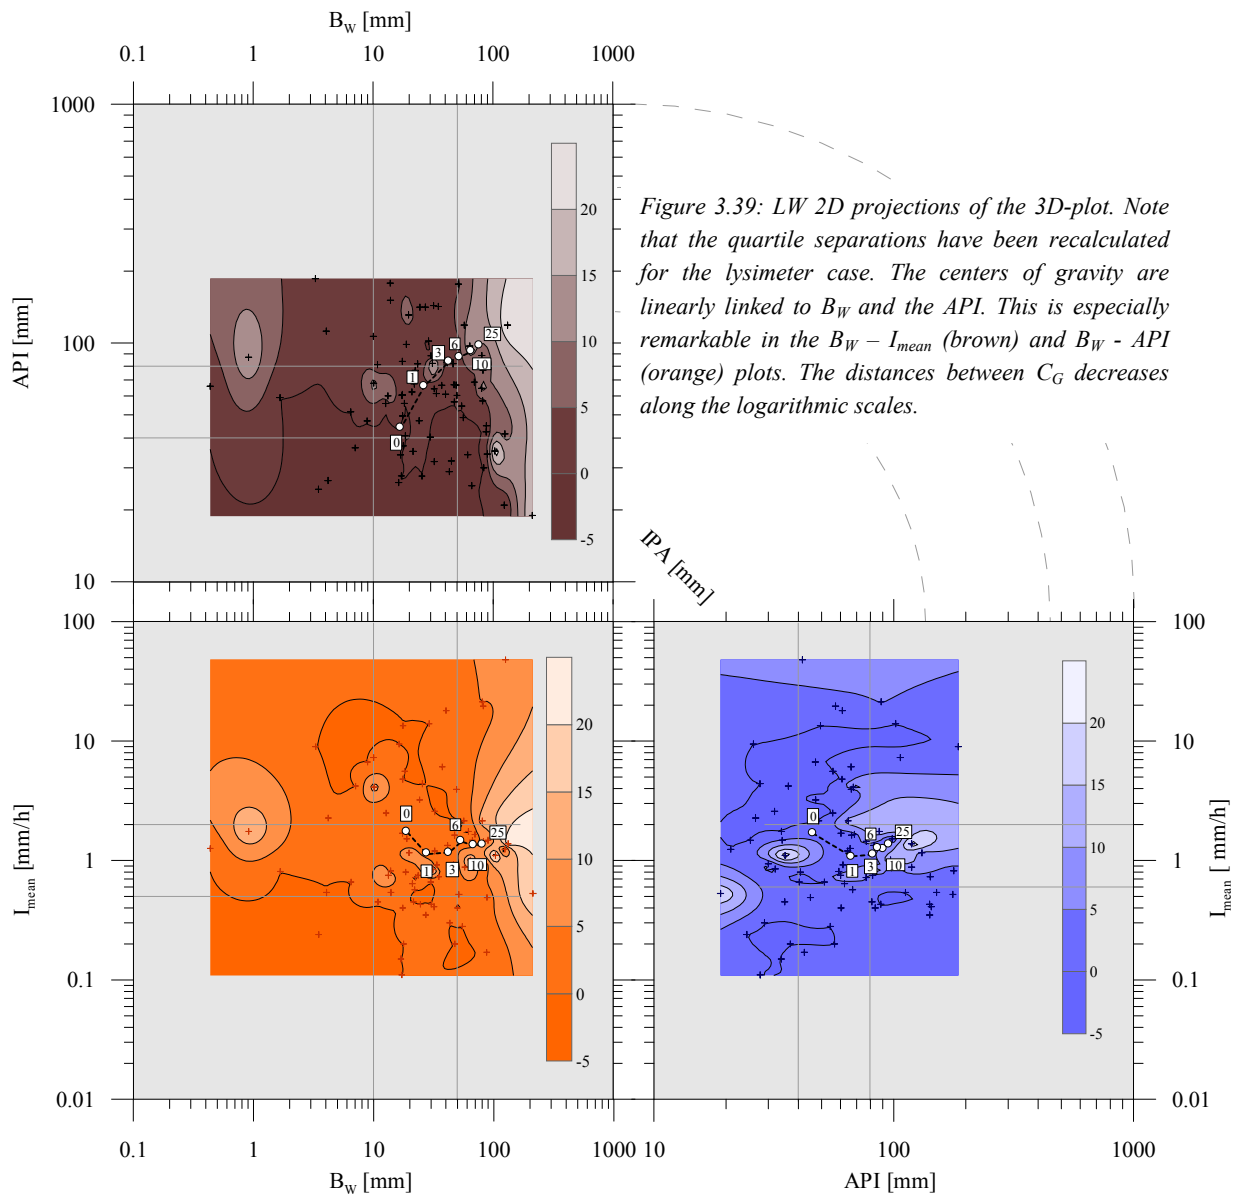 B_W [mm]
0.1 1 10 100 1000
1000
100
10
API [mm]
20
15
10
5
0
-5
0
1
3
6
10
25
Figure 3.39: LW 2D projections of the 3D-plot. Note
that the quartile separations have been recalculated
for the lysimeter case. The centers of gravity are
linearly linked to B_W and the API. This is especially
remarkable in the B_W – I_mean (brown) and B_W - API
(orange) plots. The distances between C_G decreases
along the logarithmic scales.
IPA [mm]
100
10
1
0.1
0.01
I_mean [mm/h]
20
15
10
5
0
-5
0
1
3
6
10
25
0.1 1 10 100 1000
B_W [mm]
20
15
10
5
0
-5
0
1
3
6
10
25
100
10
1
0.1
0.01
I_mean [ mm/h]
10 100 1000
API [mm]